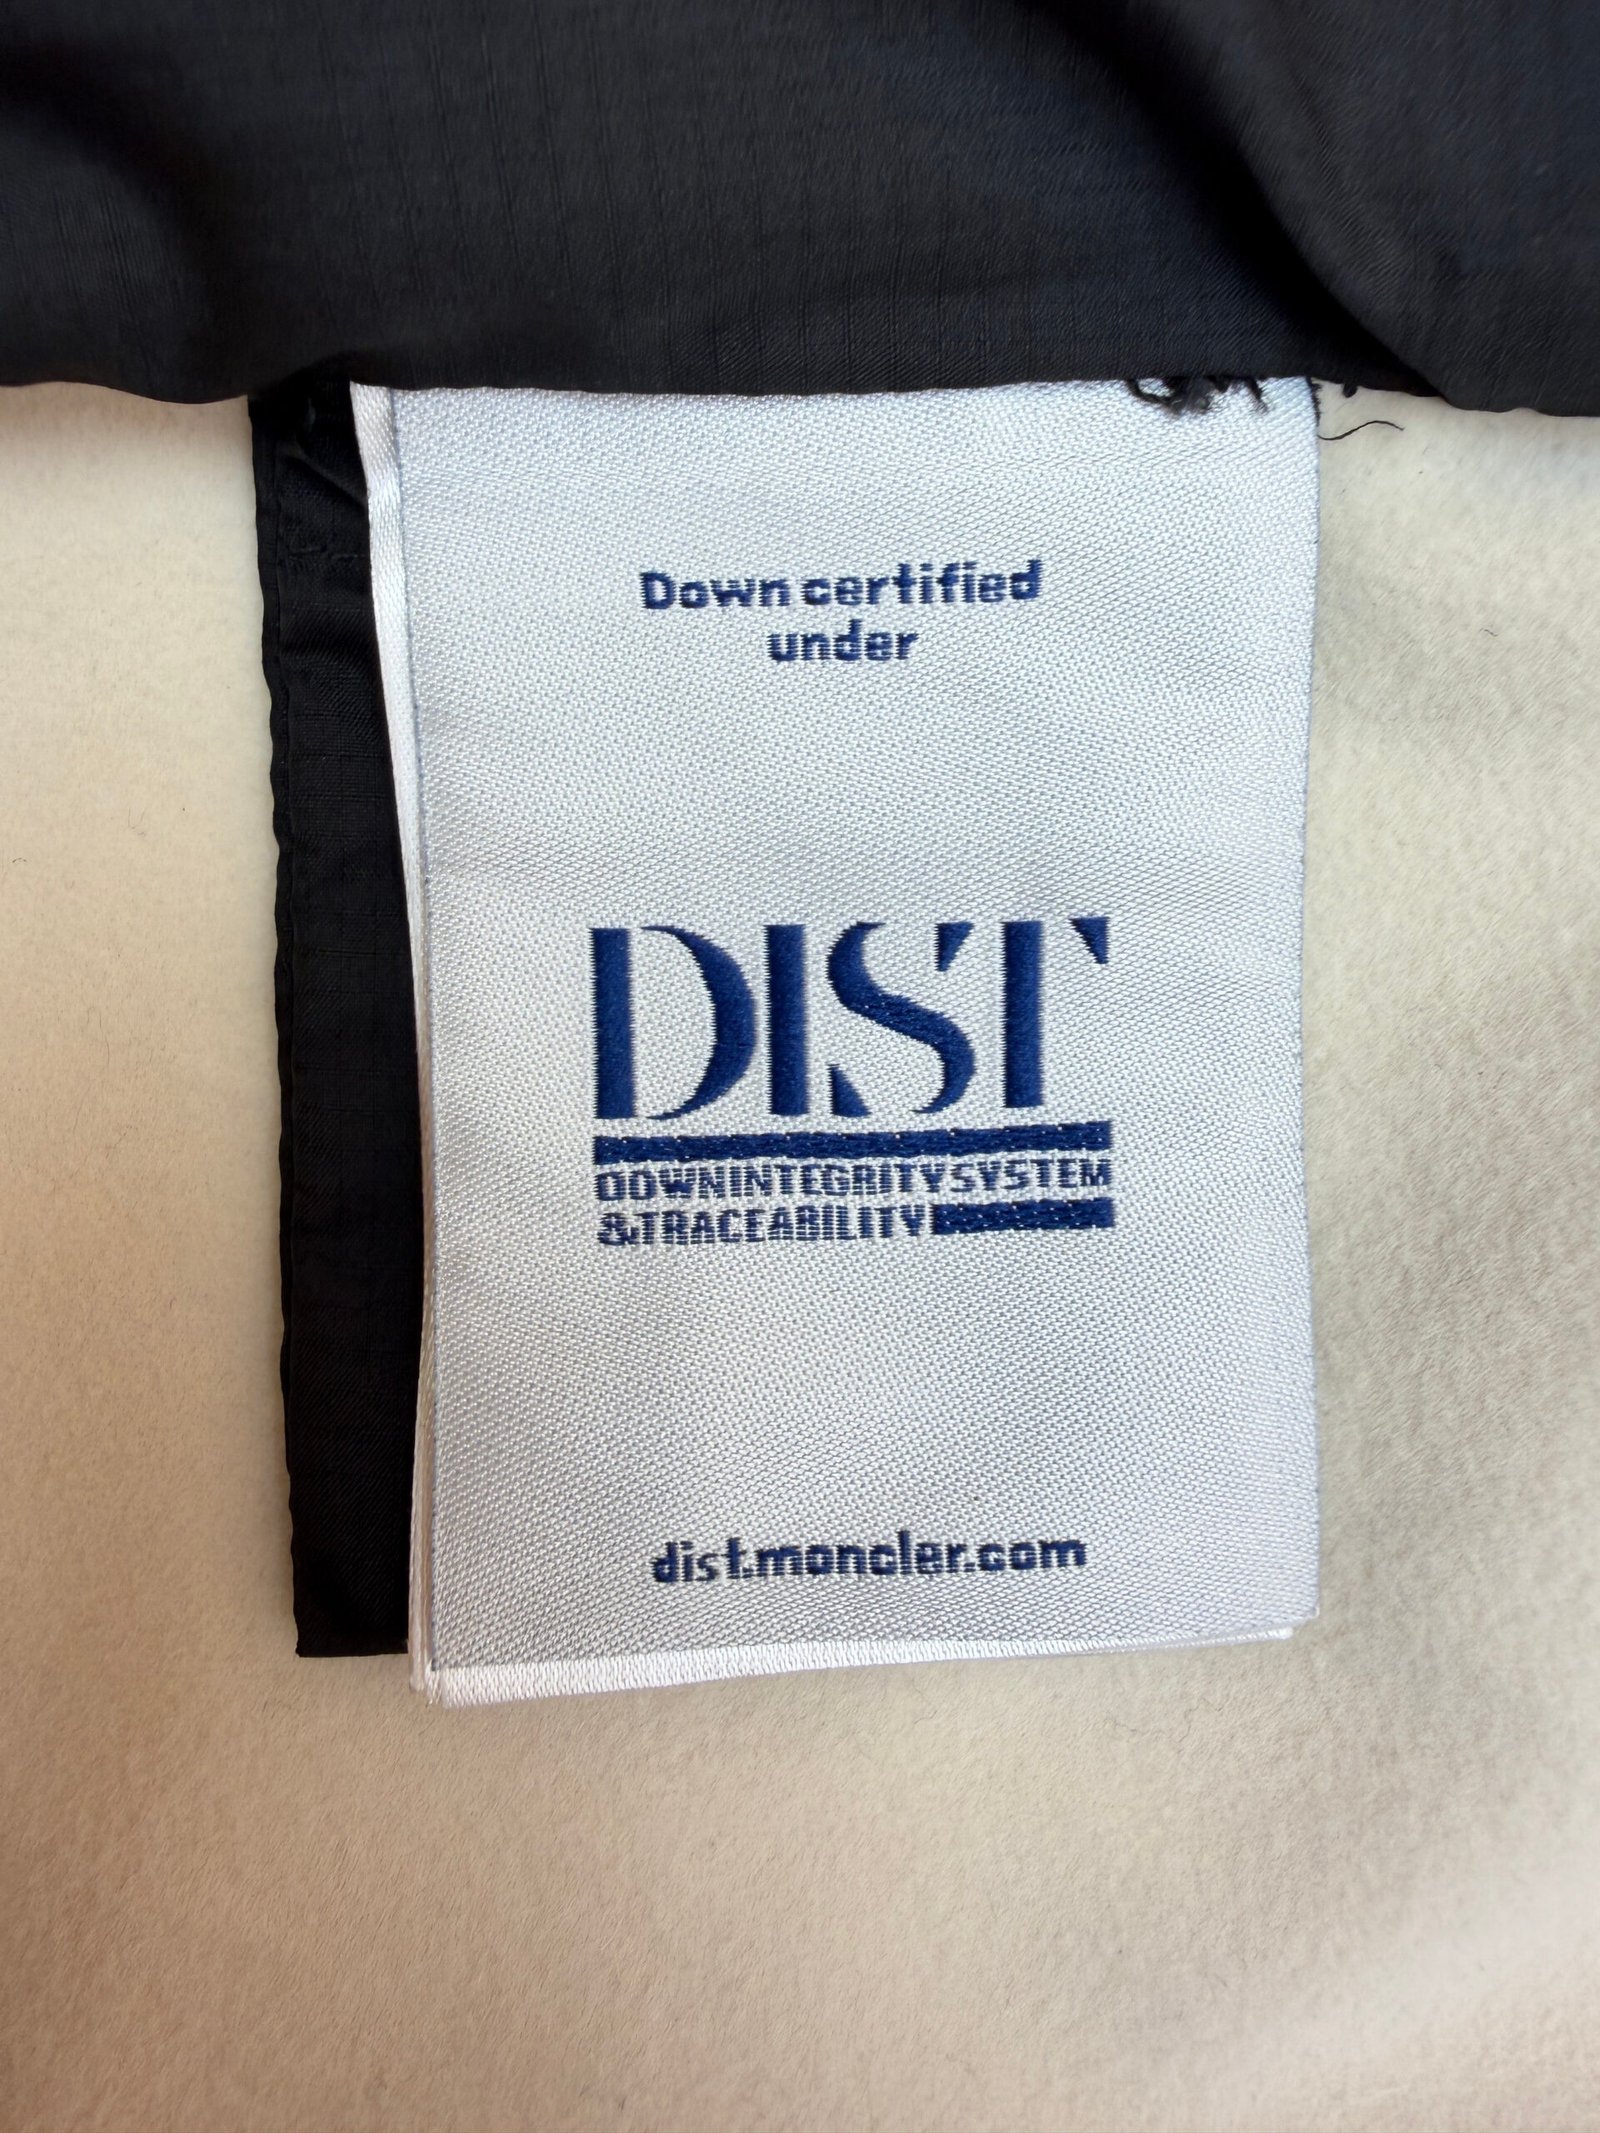 Down certified
under
DIST
DOWNINTEGRITYSYSTEM
&TRACEABILITY
dist.moncler.com